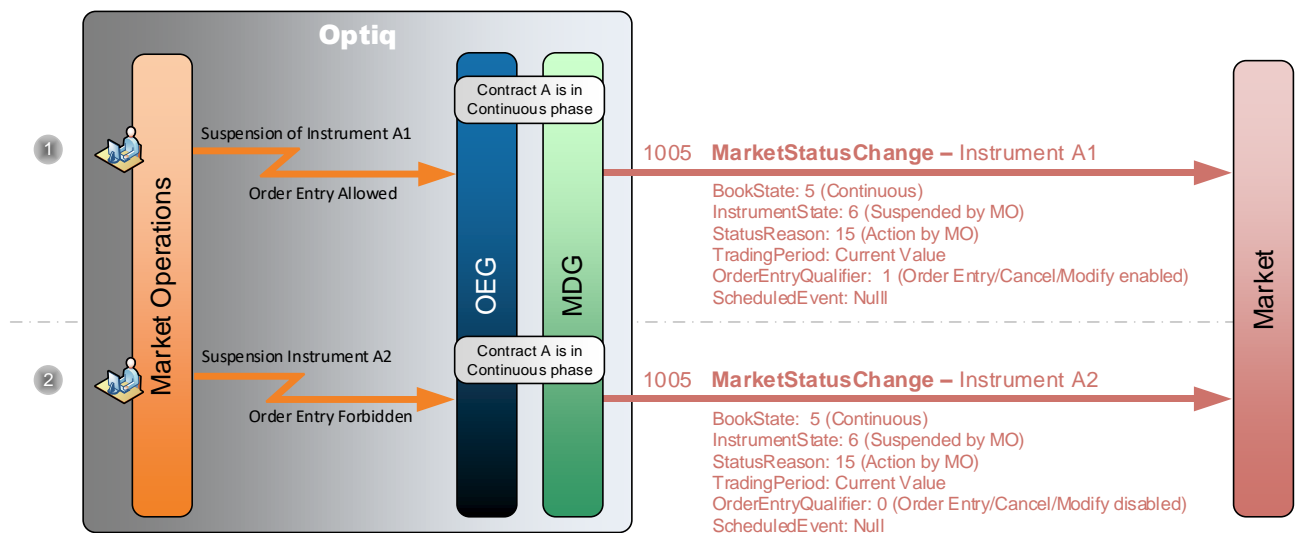 Optiq
Contract A is in
Continuous phase
1
Suspension of Instrument A1
Order Entry Allowed
1005 MarketStatusChange – Instrument A1
BookState: 5 (Continuous)
InstrumentState: 6 (Suspended by MO)
StatusReason: 15 (Action by MO)
TradingPeriod: Current Value
OrderEntryQualifier: 1 (Order Entry/Cancel/Modify enabled)
ScheduledEvent: Nulll
Market Operations
OEG
MDG
Market
Contract A is in
Continuous phase
2
Suspension Instrument A2
Order Entry Forbidden
1005 MarketStatusChange – Instrument A2
BookState: 5 (Continuous)
InstrumentState: 6 (Suspended by MO)
StatusReason: 15 (Action by MO)
TradingPeriod: Current Value
OrderEntryQualifier: 0 (Order Entry/Cancel/Modify disabled)
ScheduledEvent: Null